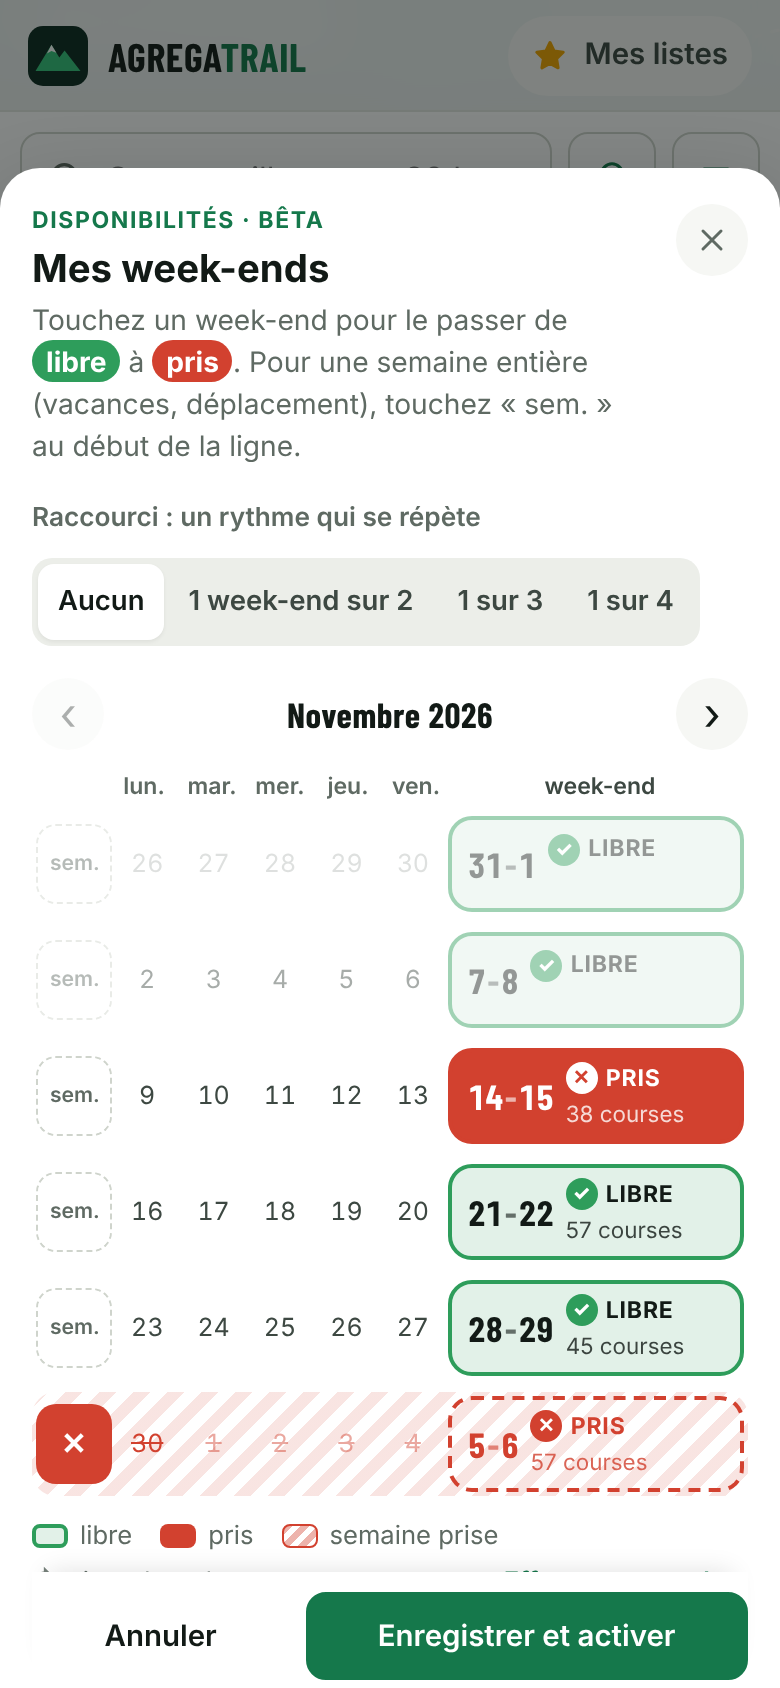 AGREGATRAIL
Mes listes
DISPONIBILITÉS · BÊTA
Mes week-ends
Touchez un week-end pour le passer de
libre à pris. Pour une semaine entière
(vacances, déplacement), touchez « sem. »
au début de la ligne.
Raccourci : un rythme qui se répète
Aucun 1 week-end sur 2 1 sur 3 1 sur 4
‹ Novembre 2026 ›
lun. mar. mer. jeu. ven. week-end
sem. 26 27 28 29 30 31-1 LIBRE
sem. 2 3 4 5 6 7-8 LIBRE
sem. 9 10 11 12 13 14-15 PRIS
38 courses
sem. 16 17 18 19 20 21-22 LIBRE
57 courses
sem. 23 24 25 26 27 28-29 LIBRE
45 courses
30 1 2 3 4 5-6 PRIS
57 courses
libre pris semaine prise
Annuler Enregistrer et activer